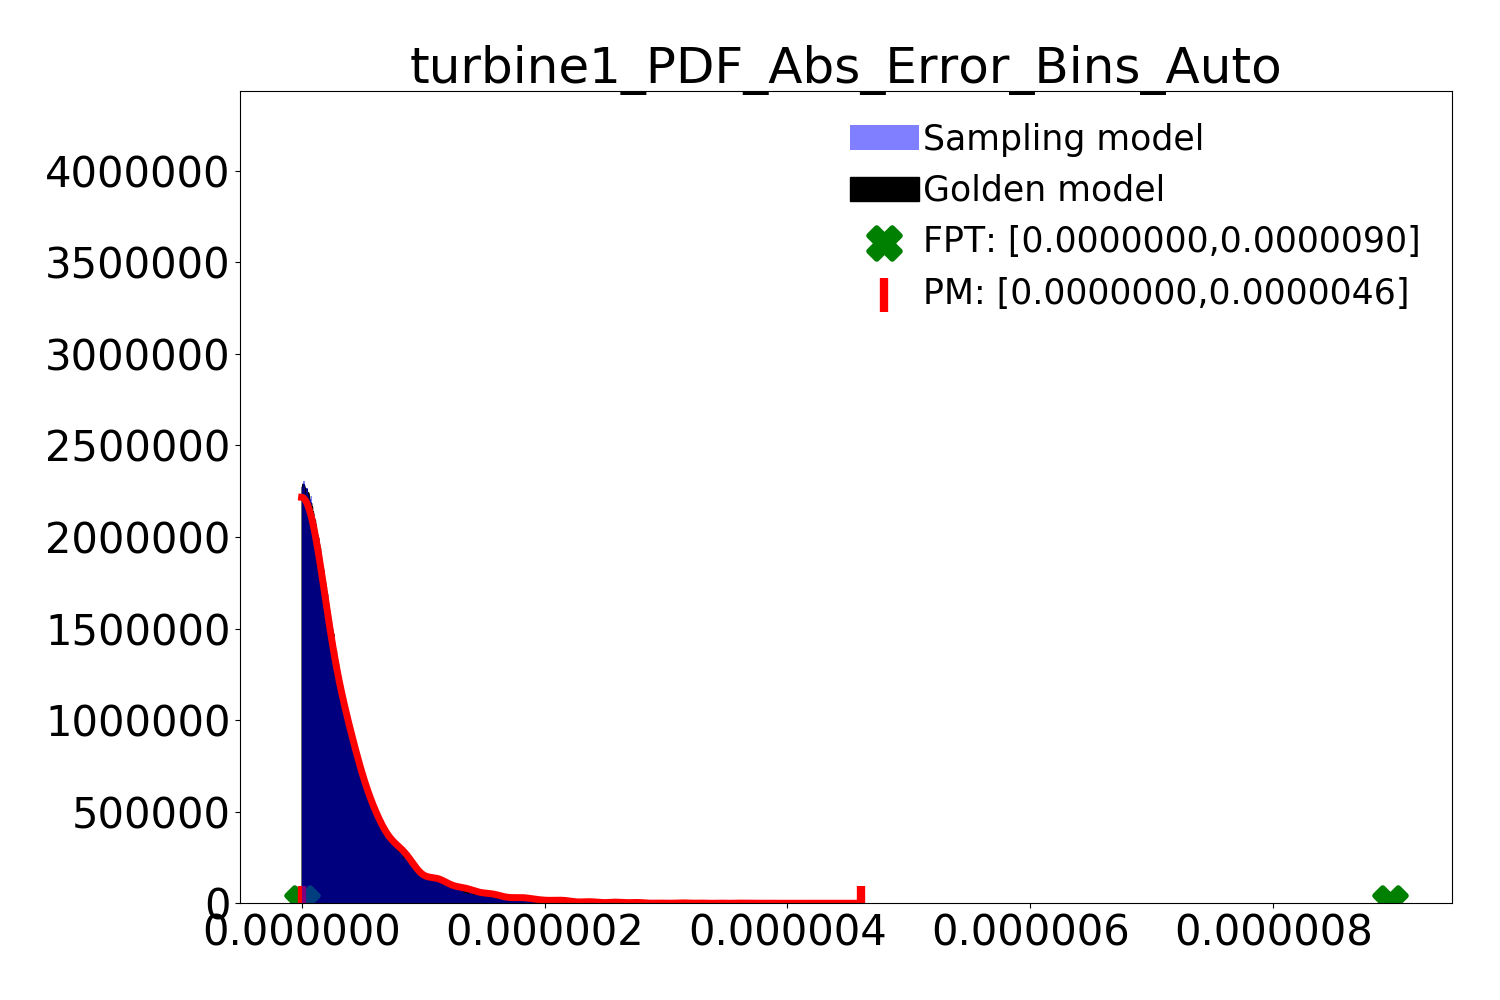 turbine1_PDF_Abs_Error_Bins_Auto
Sampling model
Golden model
FPT: [0.0000000,0.0000090]
PM: [0.0000000,0.0000046]
4000000
3500000
3000000
2500000
2000000
1500000
1000000
500000
0
0.000000 0.000002 0.000004 0.000006 0.000008